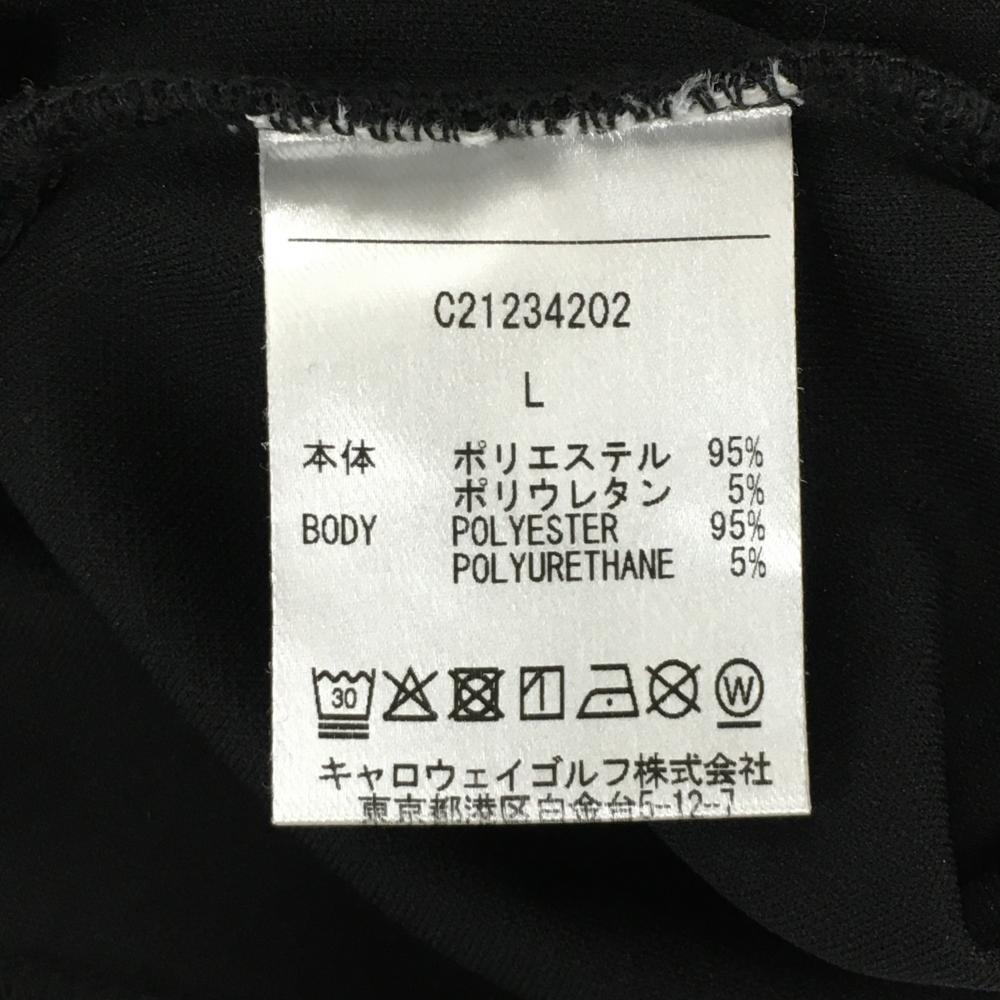 C21234202
L
本体 ポリエステル 95%
ポリウレタン 5%
BODY POLYESTER 95%
POLYURETHANE 5%
30 W
キャロウェイゴルフ株式会社
東京都港区白金台5-12-7